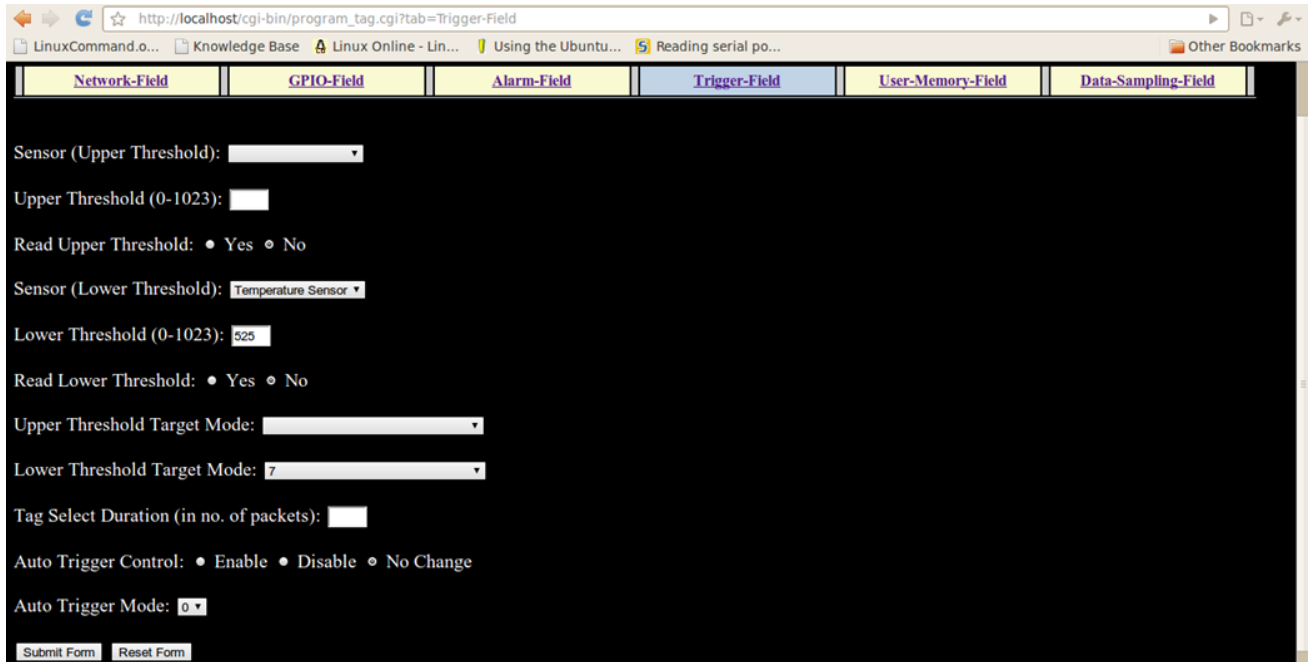 http://localhost/cgi-bin/program_tag.cgi?tab=Trigger-Field
LinuxCommand.o... Knowledge Base Linux Online - Lin... Using the Ubuntu... Reading serial po... Other Bookmarks
Network-Field GPIO-Field Alarm-Field Trigger-Field User-Memory-Field Data-Sampling-Field
Sensor (Upper Threshold):
Upper Threshold (0-1023):
Read Upper Threshold: Yes No
Sensor (Lower Threshold): Temperature Sensor
Lower Threshold (0-1023): 525
Read Lower Threshold: Yes No
Upper Threshold Target Mode:
Lower Threshold Target Mode: 7
Tag Select Duration (in no. of packets):
Auto Trigger Control: Enable Disable No Change
Auto Trigger Mode: 0
Submit Form Reset Form